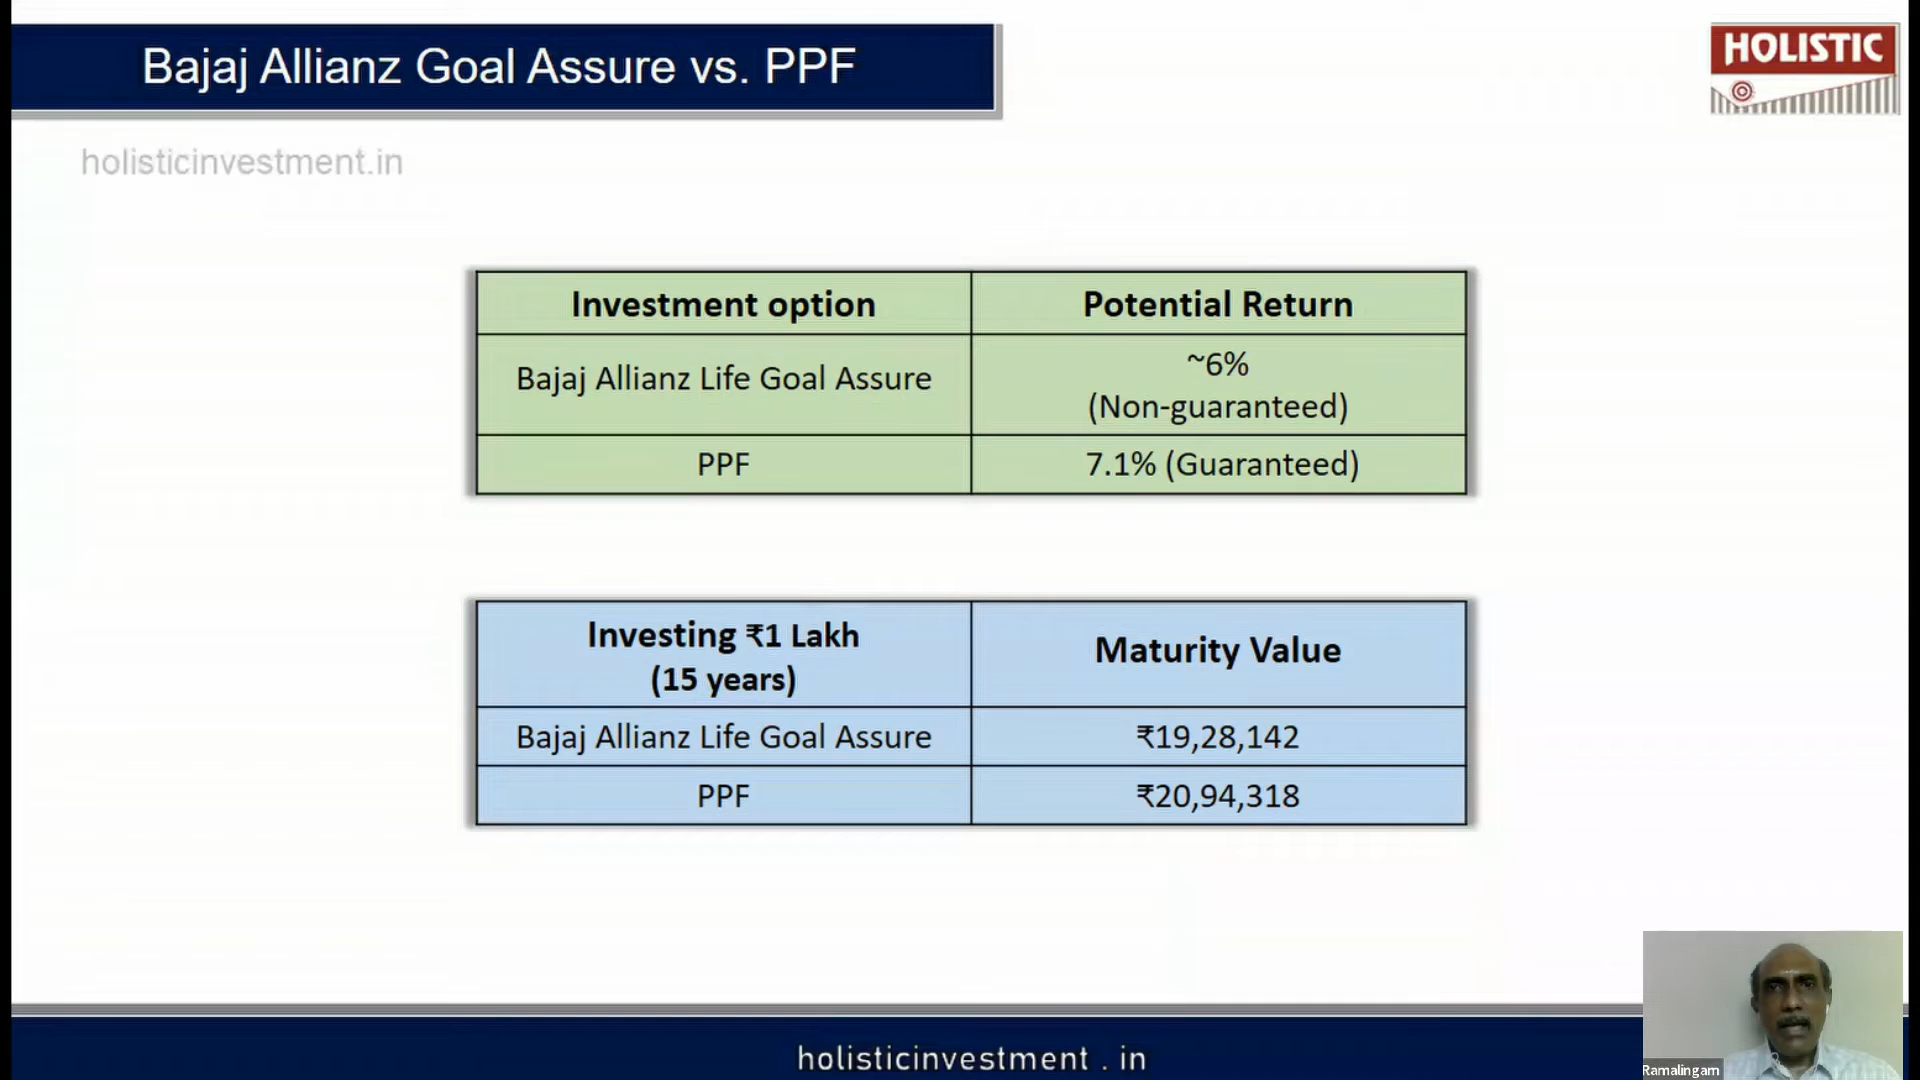 Bajaj Allianz Goal Assure vs. PPF
HOLISTIC
holisticinvestment.in
Investment option
Potential Return
Bajaj Allianz Life Goal Assure
~6%
(Non-guaranteed)
PPF
7.1% (Guaranteed)
Investing ₹1 Lakh
(15 years)
Maturity Value
Bajaj Allianz Life Goal Assure
₹19,28,142
PPF
₹20,94,318
holisticinvestment . in
Ramalingam